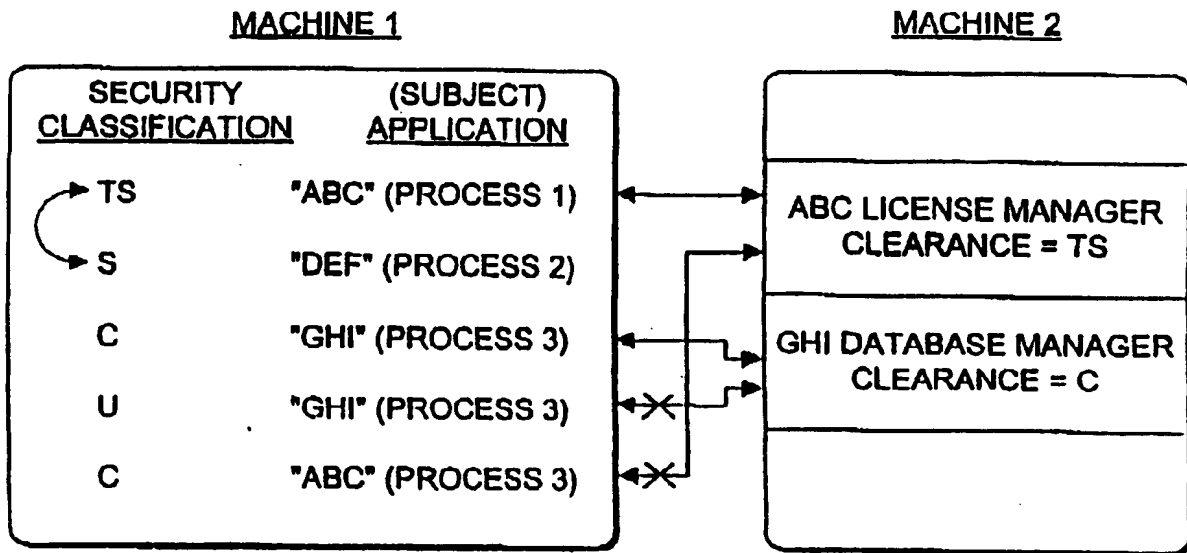 MACHINE 1
MACHINE 2
SECURITY CLASSIFICATION
(SUBJECT) APPLICATION
TS "ABC" (PROCESS 1)
S "DEF" (PROCESS 2)
C "GHI" (PROCESS 3)
U "GHI" (PROCESS 3)
C "ABC" (PROCESS 3)
ABC LICENSE MANAGER
CLEARANCE = TS
GHI DATABASE MANAGER
CLEARANCE = C